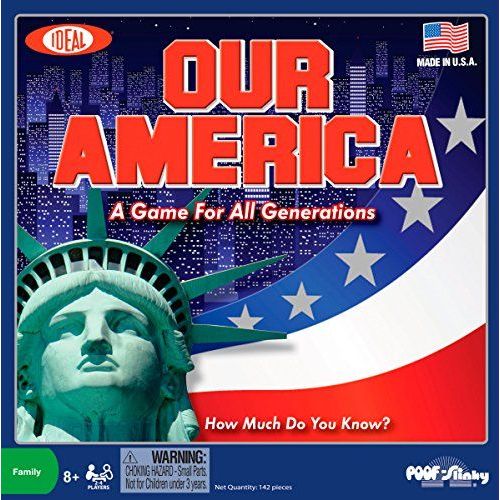 IDEAL
MADE IN U.S.A.
OUR
AMERICA
A Game For All Generations
How Much Do You Know?
Family
8+
2-4
PLAYERS
WARNING:
CHOKING HAZARD - Small Parts.
Not for Children under 3 years.
Net Quantity: 142 pieces
POOF-Slinky